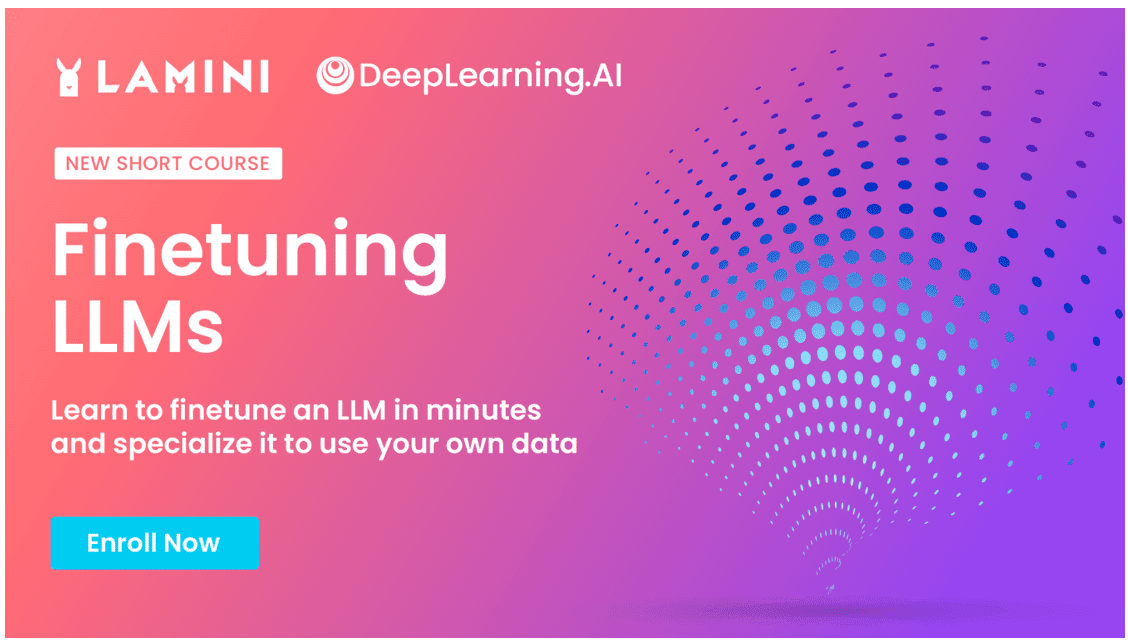 LAMINI DeepLearning.AI
NEW SHORT COURSE
Finetuning
LLMs
Learn to finetune an LLM in minutes
and specialize it to use your own data
Enroll Now